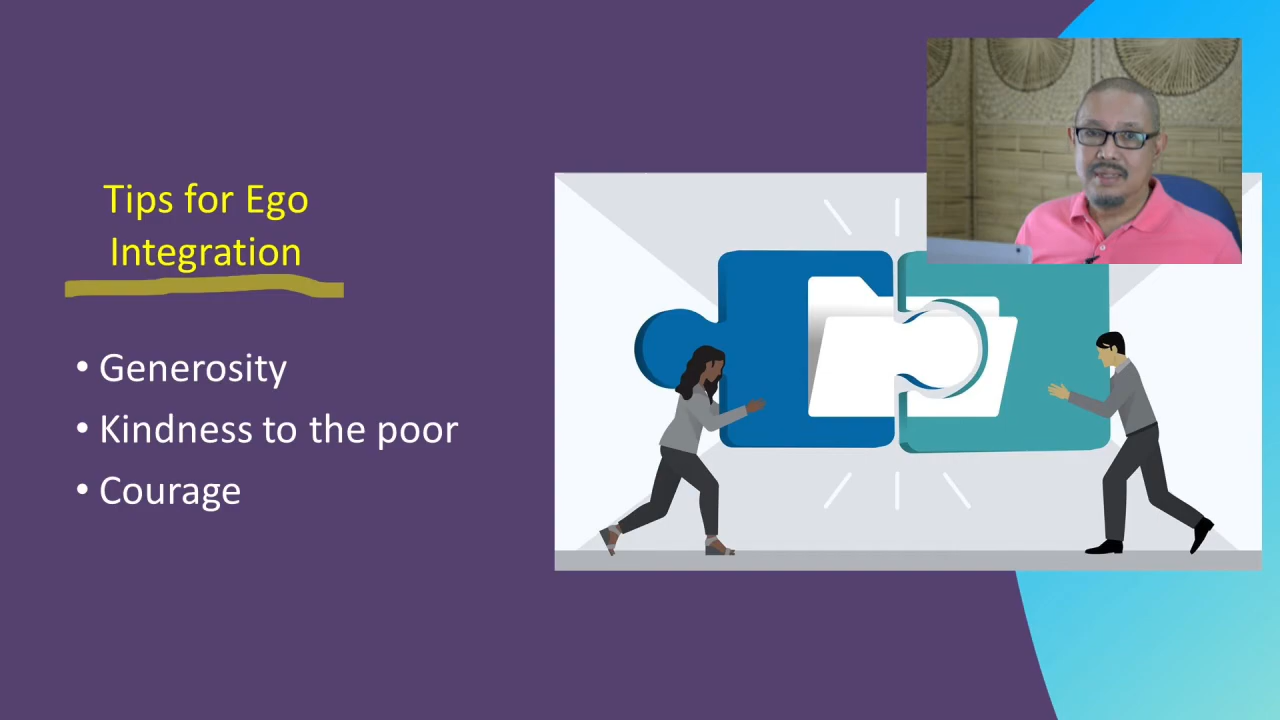 Tips for Ego
Integration
• Generosity
• Kindness to the poor
• Courage